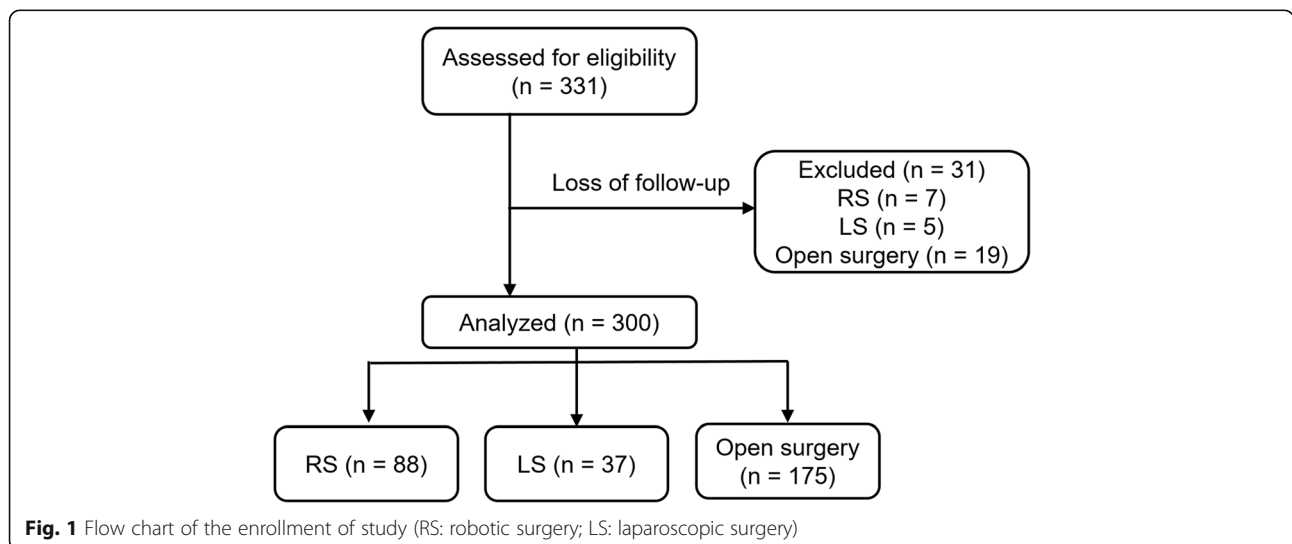 Assessed for eligibility
(n = 331)
Loss of follow-up
Excluded (n = 31)
RS (n = 7)
LS (n = 5)
Open surgery (n = 19)
Analyzed (n = 300)
RS (n = 88)
LS (n = 37)
Open surgery
(n = 175)
Fig. 1 Flow chart of the enrollment of study (RS: robotic surgery; LS: laparoscopic surgery)